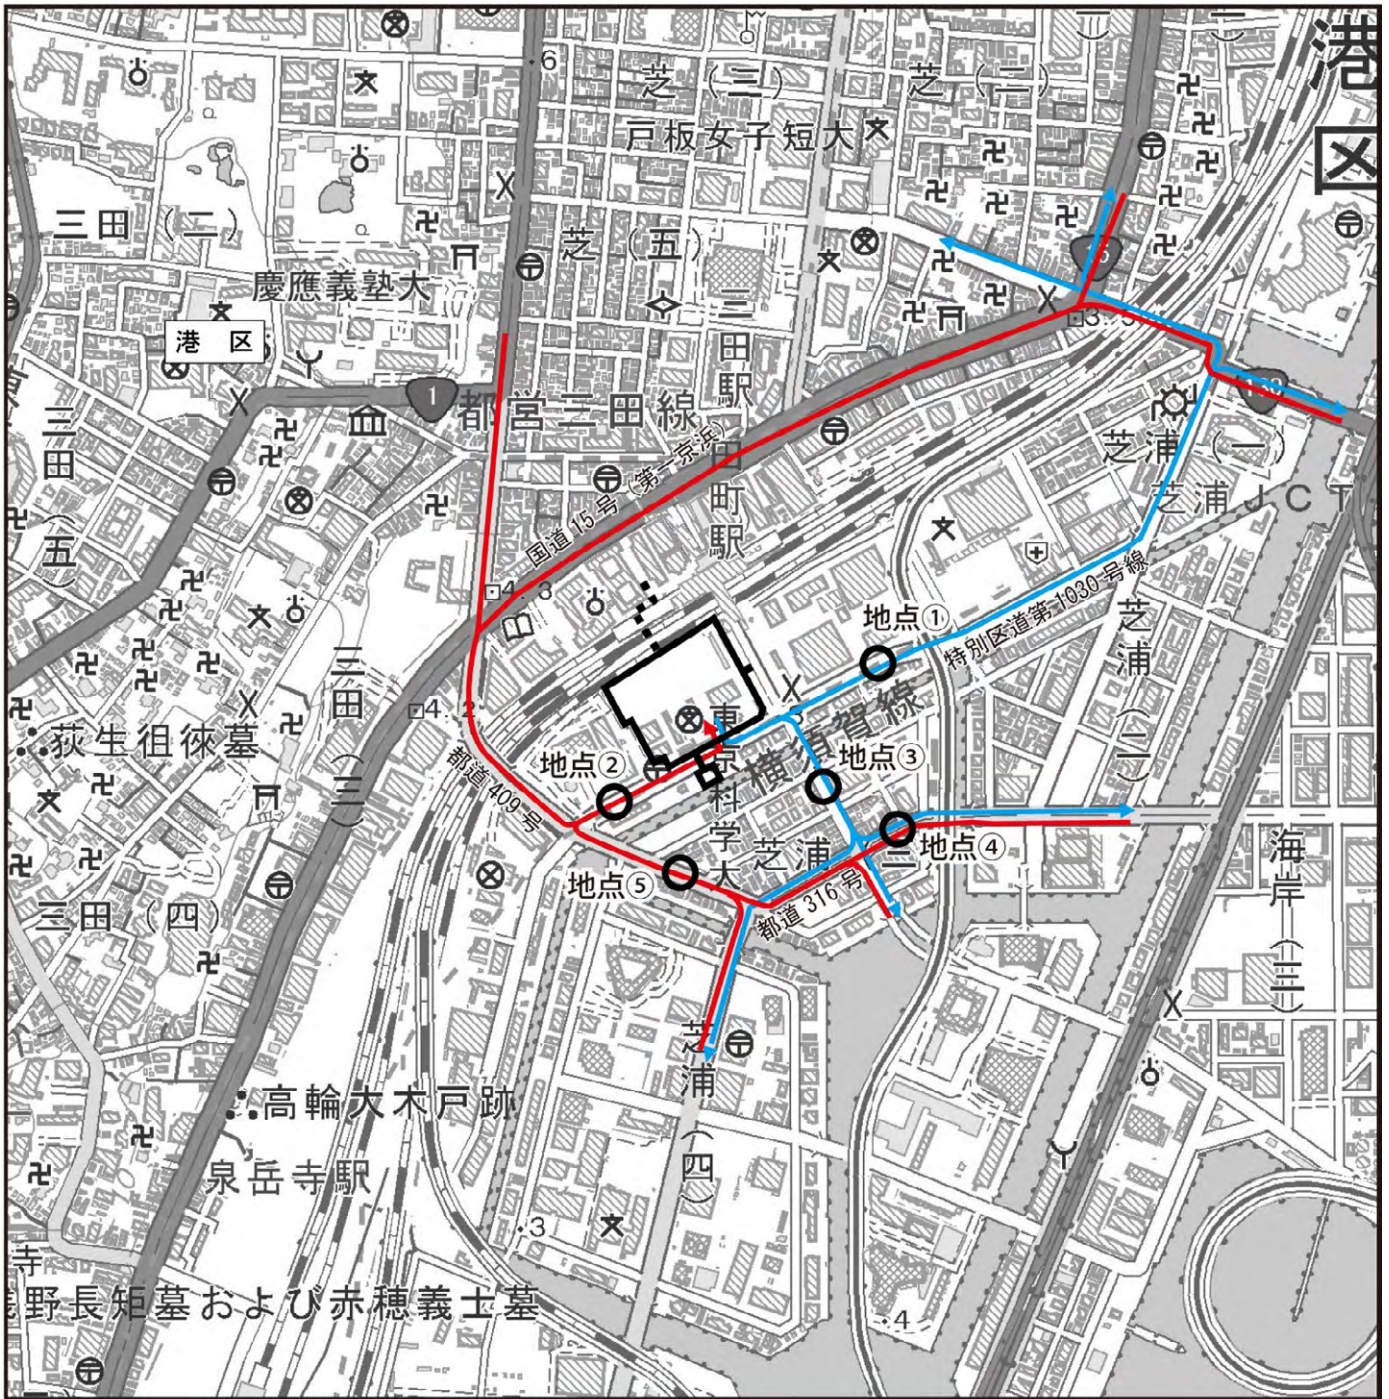 港区
6
芝(三)
芝(二)
戸板女子短大
三田(二)
芝(五)
慶應義塾大
港 区
三田駅
3.5
1
都営三田線
田町駅
芝浦(一)
三田(五)
国道15号(第一京浜)
芝浦JCT
4.3
地点①
特別区道第1030号線
芝浦(二)
三田(三)
4.2
荻生徂徠墓
東京科学大
横須賀線
都道409号
地点②
地点③
芝浦三
地点④
地点⑤
都道316号
海岸(三)
三田(四)
芝浦(四)
高輪大木戸跡
泉岳寺駅
3
寺
野長矩墓および赤穂義士墓
4